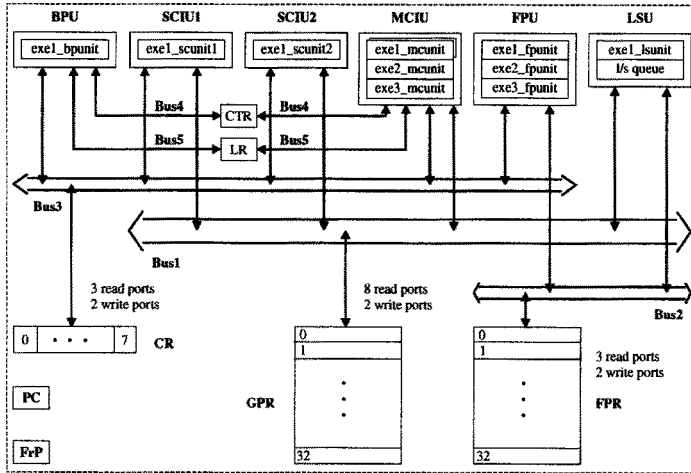 BPU SCIU1 SCIU2 MCIU FPU LSU
exe1_bpunit exe1_scunit1 exe1_scunit2 exe1_mcunit exe1_fpunit exe1_lsunit
exe2_mcunit exe2_fpunit l/s queue
exe3_mcunit exe3_fpunit
Bus4 CTR Bus4
Bus5 LR Bus5
Bus3
Bus1
3 read ports 8 read ports
2 write ports 2 write ports
Bus2
0 • • • 7 CR 0 0
1 1 3 read ports
2 write ports
PC GPR FPR
FrP 32 32